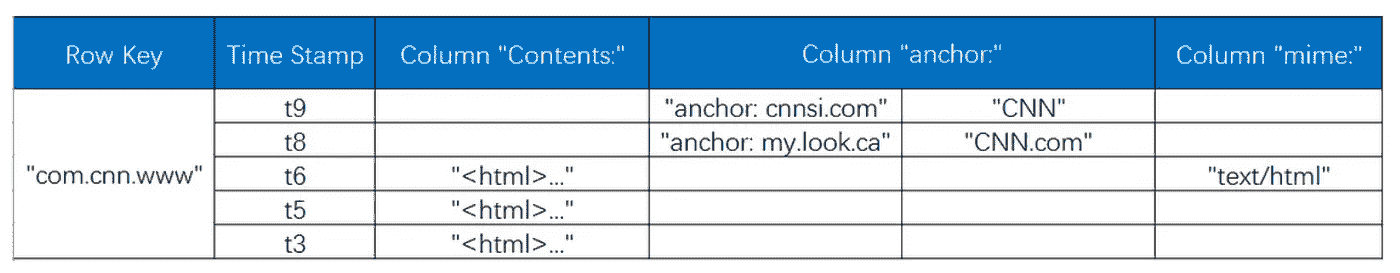 Row Key Time Stamp Column "Contents:" Column "anchor:" Column "mime:"
t9 "anchor: cnnsi.com" "CNN"
t8 "anchor: my.look.ca" "CNN.com"
"com.cnn.www" t6 "<html>..." "text/html"
t5 "<html>..."
t3 "<html>..."